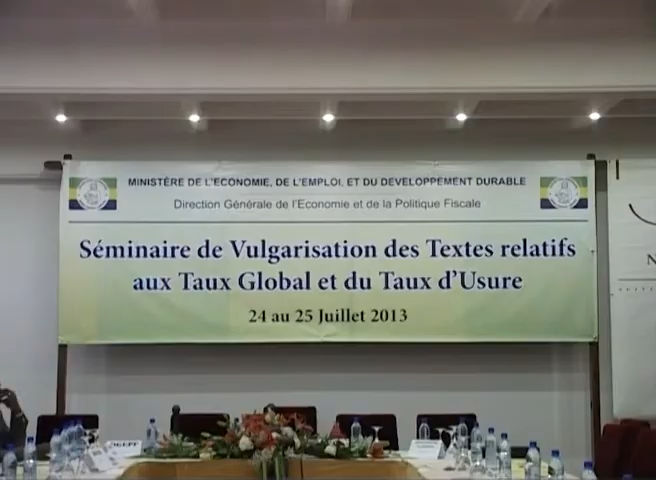 MINISTÈRE DE L'ECONOMIE, DE L'EMPLOI, ET DU DEVELOPPEMENT DURABLE
Direction Générale de l'Economie et de la Politique Fiscale
Séminaire de Vulgarisation des Textes relatifs
aux Taux Global et du Taux d'Usure
24 au 25 Juillet 2013
N
DGEPF